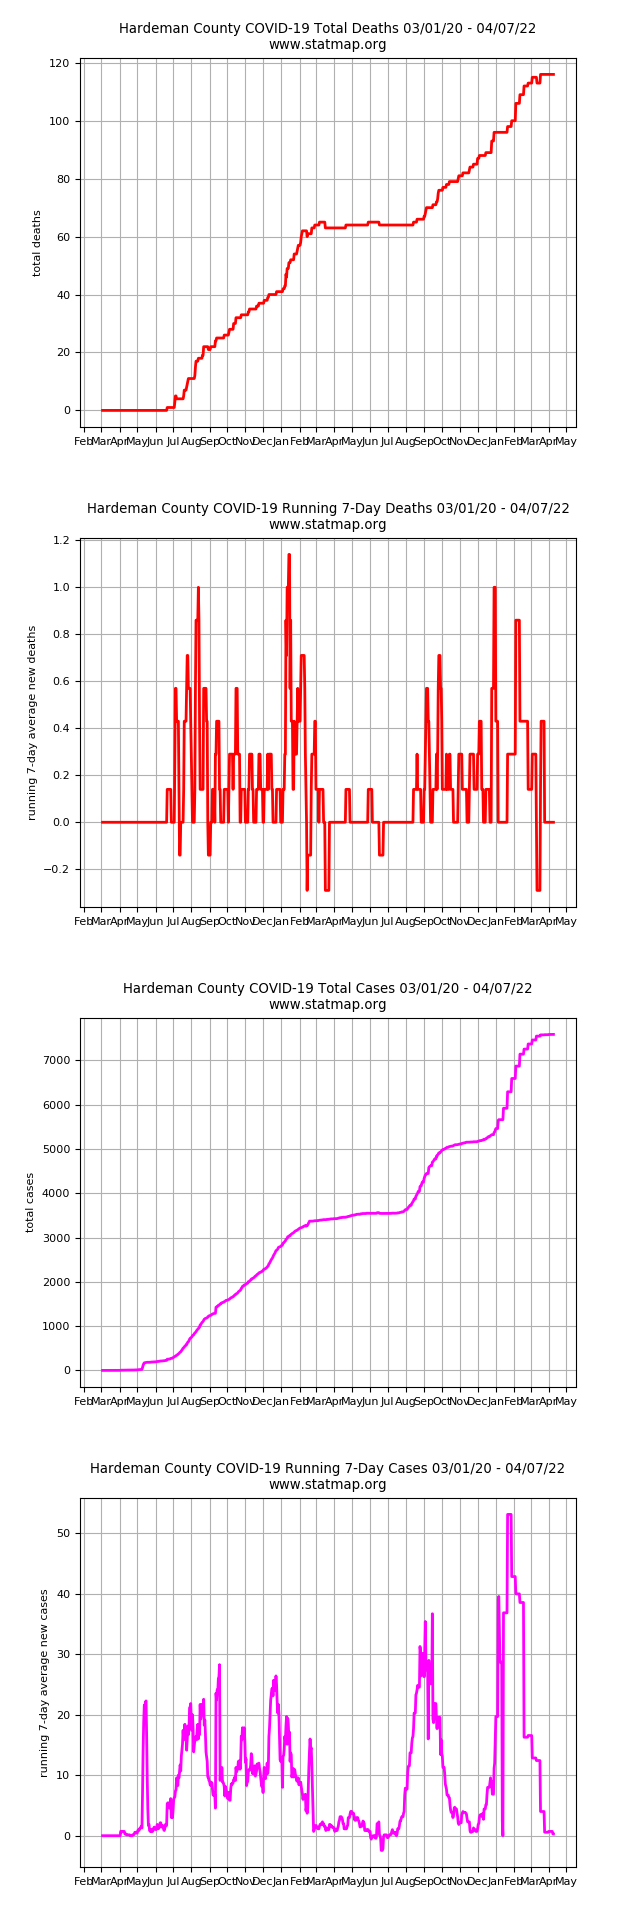 Hardeman County COVID-19 Total Deaths 03/01/20 - 04/07/22
www.statmap.org
120
100
80
60
40
20
0
total deaths
Feb Mar Apr May Jun Jul Aug Sep Oct Nov Dec Jan Feb Mar Apr May Jun Jul Aug Sep Oct Nov Dec Jan Feb Mar Apr May
Hardeman County COVID-19 Running 7-Day Deaths 03/01/20 - 04/07/22
www.statmap.org
1.2
1.0
0.8
0.6
0.4
0.2
0.0
−0.2
running 7-day average new deaths
Feb Mar Apr May Jun Jul Aug Sep Oct Nov Dec Jan Feb Mar Apr May Jun Jul Aug Sep Oct Nov Dec Jan Feb Mar Apr May
Hardeman County COVID-19 Total Cases 03/01/20 - 04/07/22
www.statmap.org
7000
6000
5000
4000
3000
2000
1000
0
total cases
Feb Mar Apr May Jun Jul Aug Sep Oct Nov Dec Jan Feb Mar Apr May Jun Jul Aug Sep Oct Nov Dec Jan Feb Mar Apr May
Hardeman County COVID-19 Running 7-Day Cases 03/01/20 - 04/07/22
www.statmap.org
50
40
30
20
10
0
running 7-day average new cases
Feb Mar Apr May Jun Jul Aug Sep Oct Nov Dec Jan Feb Mar Apr May Jun Jul Aug Sep Oct Nov Dec Jan Feb Mar Apr May